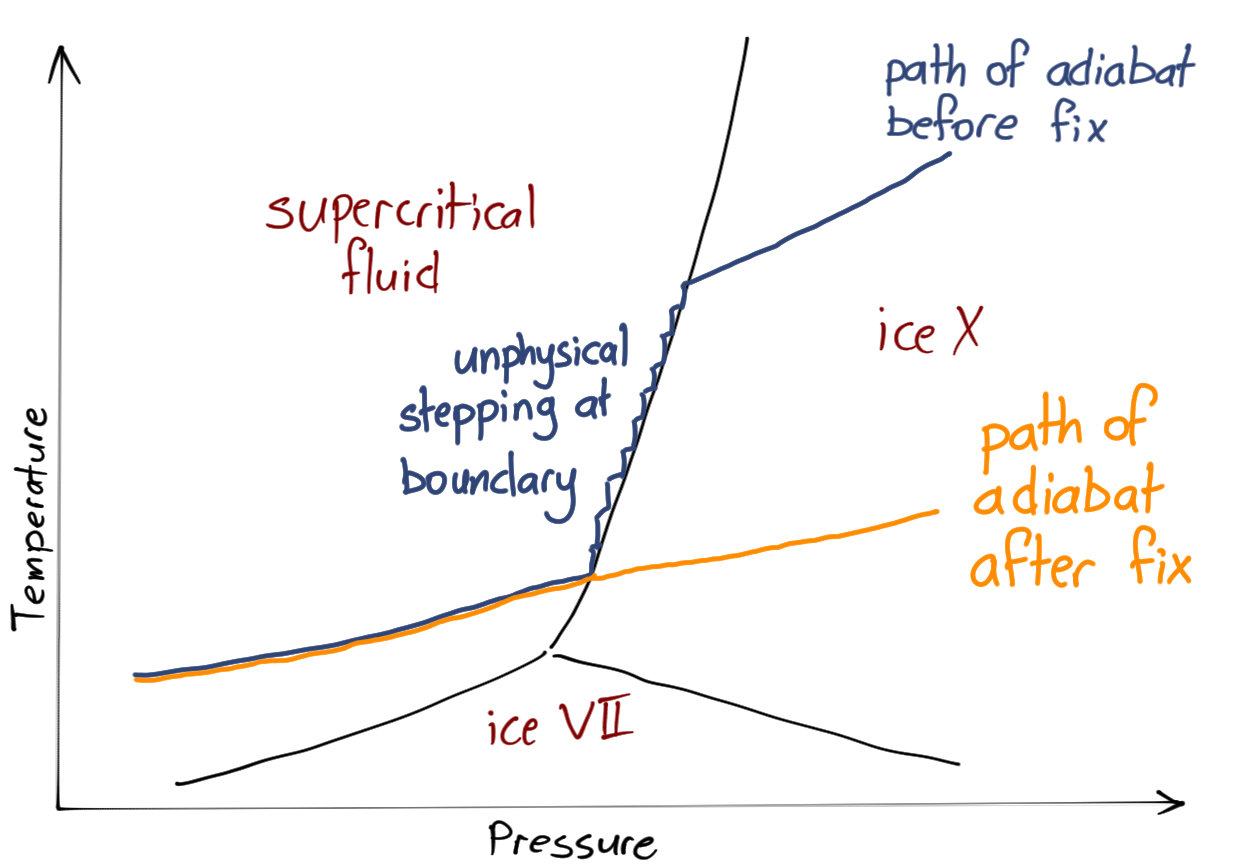 path of adiabat
before fix
supercritical
fluid
ice X
unphysical
stepping at
boundary
path of
adiabat
after fix
ice VII
Temperature
Pressure